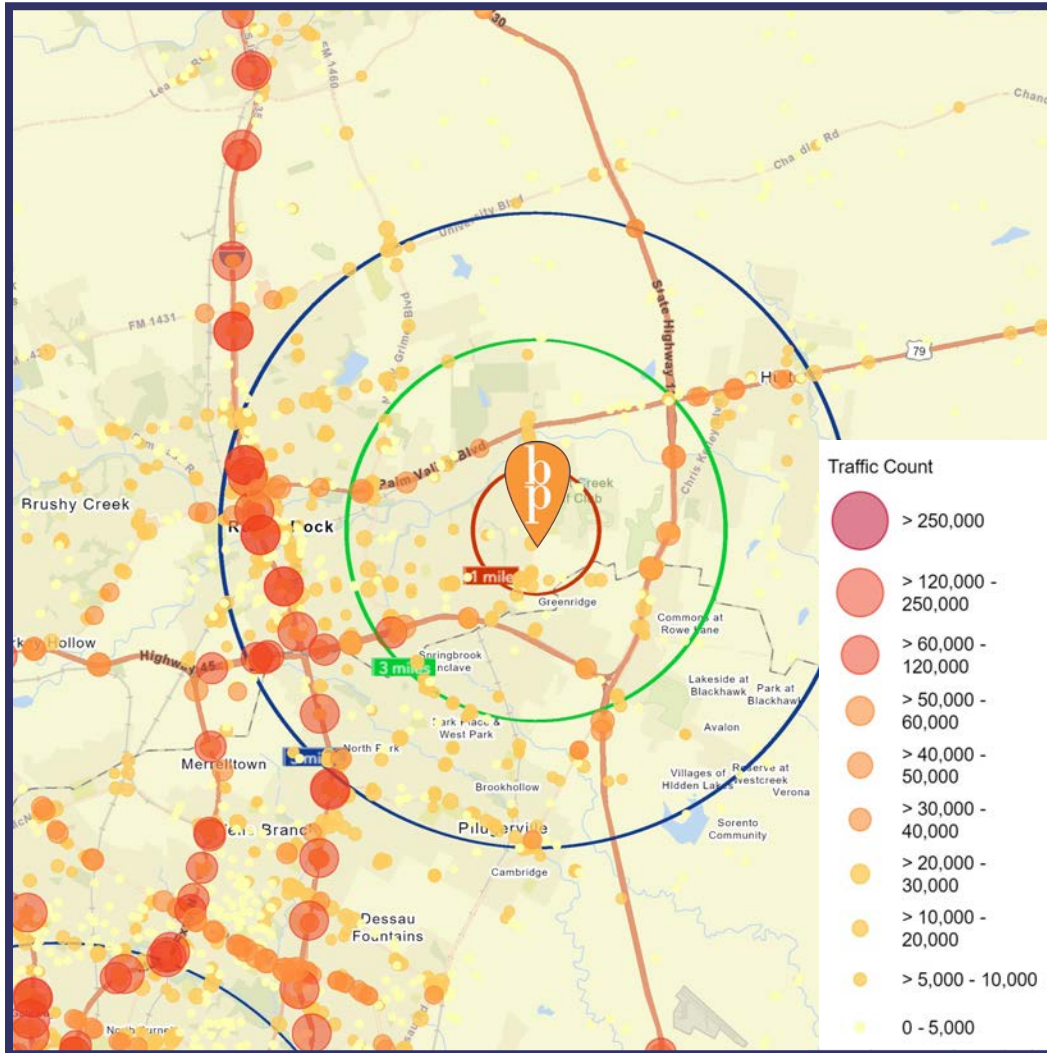 FM 1460
Chandler Rd
University Blvd
FM 1431
State Highway 1
79
Palm Valley Blvd
Chris Kelley
Brushy Creek
1 mile
Greenridge
Commons at
Rowe Lane
Highway 45
3 miles
Springbrook
Enclave
Lakeside at
Blackhawk
Park at
Blackhawk
Park Place &
West Park
Avalon
North Park
Merrelltown
Villages of
Hidden Lakes
Reserve at
Westcreek
Verona
Brookhollow
Sorento
Community
Pflugerville
Cambridge
Dessau
Fountains
bp
Traffic Count
> 250,000
> 120,000 -
250,000
> 60,000 -
120,000
> 50,000 -
60,000
> 40,000 -
50,000
> 30,000 -
40,000
> 20,000 -
30,000
> 10,000 -
20,000
> 5,000 - 10,000
0 - 5,000